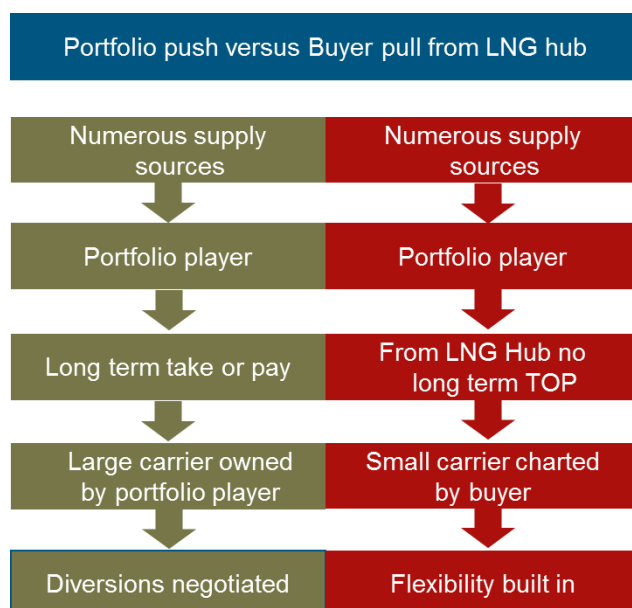 Portfolio push versus Buyer pull from LNG hub
Numerous supply
sources
Numerous supply
sources
Portfolio player
Portfolio player
Long term take or pay
From LNG Hub no
long term TOP
Large carrier owned
by portfolio player
Small carrier charted
by buyer
Diversions negotiated
Flexibility built in